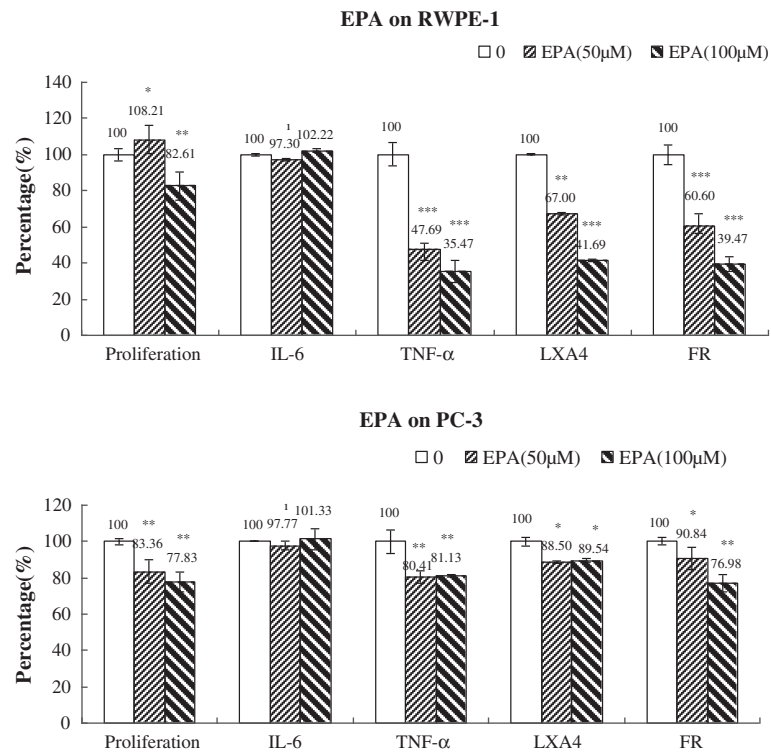 EPA on RWPE-1
0 EPA(50μM) EPA(100μM)
Percentage(%)
140
120
100
80
60
40
20
0
100 * 108.21 ** 82.61
100 ¹ 97.30 102.22
100 *** 47.69 *** 35.47
100 ** 67.00 *** 41.69
100 *** 60.60 *** 39.47
Proliferation IL-6 TNF-α LXA4 FR
EPA on PC-3
0 EPA(50μM) EPA(100μM)
Percentage(%)
120
100
80
60
40
20
0
100 ** 83.36 ** 77.83
100 ¹ 97.77 101.33
100 ** 80.41 ** 81.13
100 * 88.50 * 89.54
100 * 90.84 ** 76.98
Proliferation IL-6 TNF-α LXA4 FR